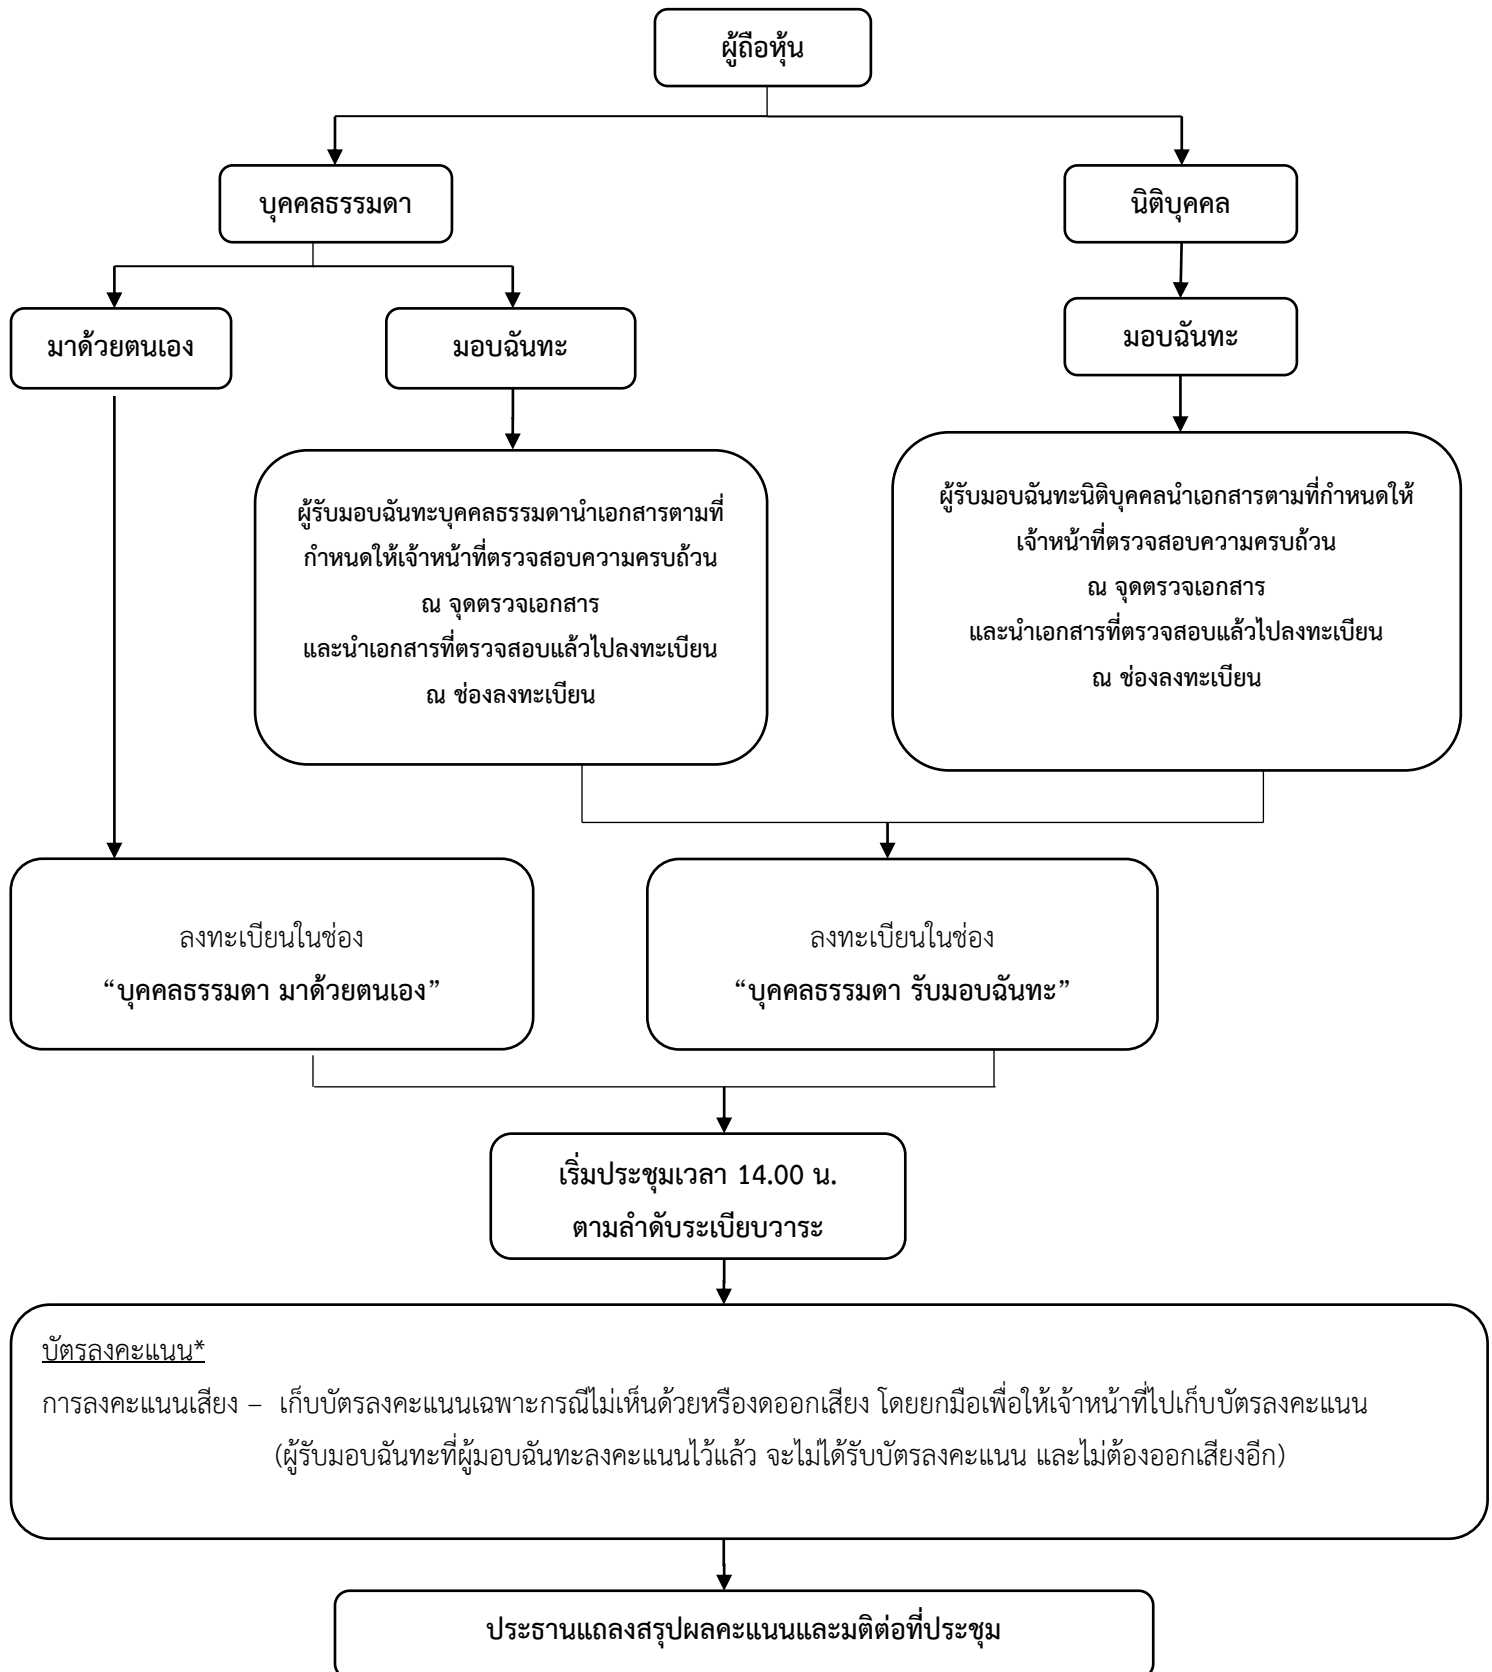 ผู้ถือหุ้น
บุคคลธรรมดา
นิติบุคคล
มาด้วยตนเอง
มอบฉันทะ
มอบฉันทะ
ผู้รับมอบฉันทะบุคคลธรรมดานำเอกสารตามที่
กำหนดให้เจ้าหน้าที่ตรวจสอบความครบถ้วน
ณ จุดตรวจเอกสาร
และนำเอกสารที่ตรวจสอบแล้วไปลงทะเบียน
ณ ช่องลงทะเบียน
ผู้รับมอบฉันทะนิติบุคคลนำเอกสารตามที่กำหนดให้
เจ้าหน้าที่ตรวจสอบความครบถ้วน
ณ จุดตรวจเอกสาร
และนำเอกสารที่ตรวจสอบแล้วไปลงทะเบียน
ณ ช่องลงทะเบียน
ลงทะเบียนในช่อง
“บุคคลธรรมดา มาด้วยตนเอง”
ลงทะเบียนในช่อง
“บุคคลธรรมดา รับมอบฉันทะ”
เริ่มประชุมเวลา 14.00 น.
ตามลำดับระเบียบวาระ
บัตรลงคะแนน*
การลงคะแนนเสียง – เก็บบัตรลงคะแนนเฉพาะกรณีไม่เห็นด้วยหรืองดออกเสียง โดยยกมือเพื่อให้เจ้าหน้าที่ไปเก็บบัตรลงคะแนน
(ผู้รับมอบฉันทะที่ผู้มอบฉันทะลงคะแนนไว้แล้ว จะไม่ได้รับบัตรลงคะแนน และไม่ต้องออกเสียงอีก)
ประธานแถลงสรุปผลคะแนนและมติต่อที่ประชุม